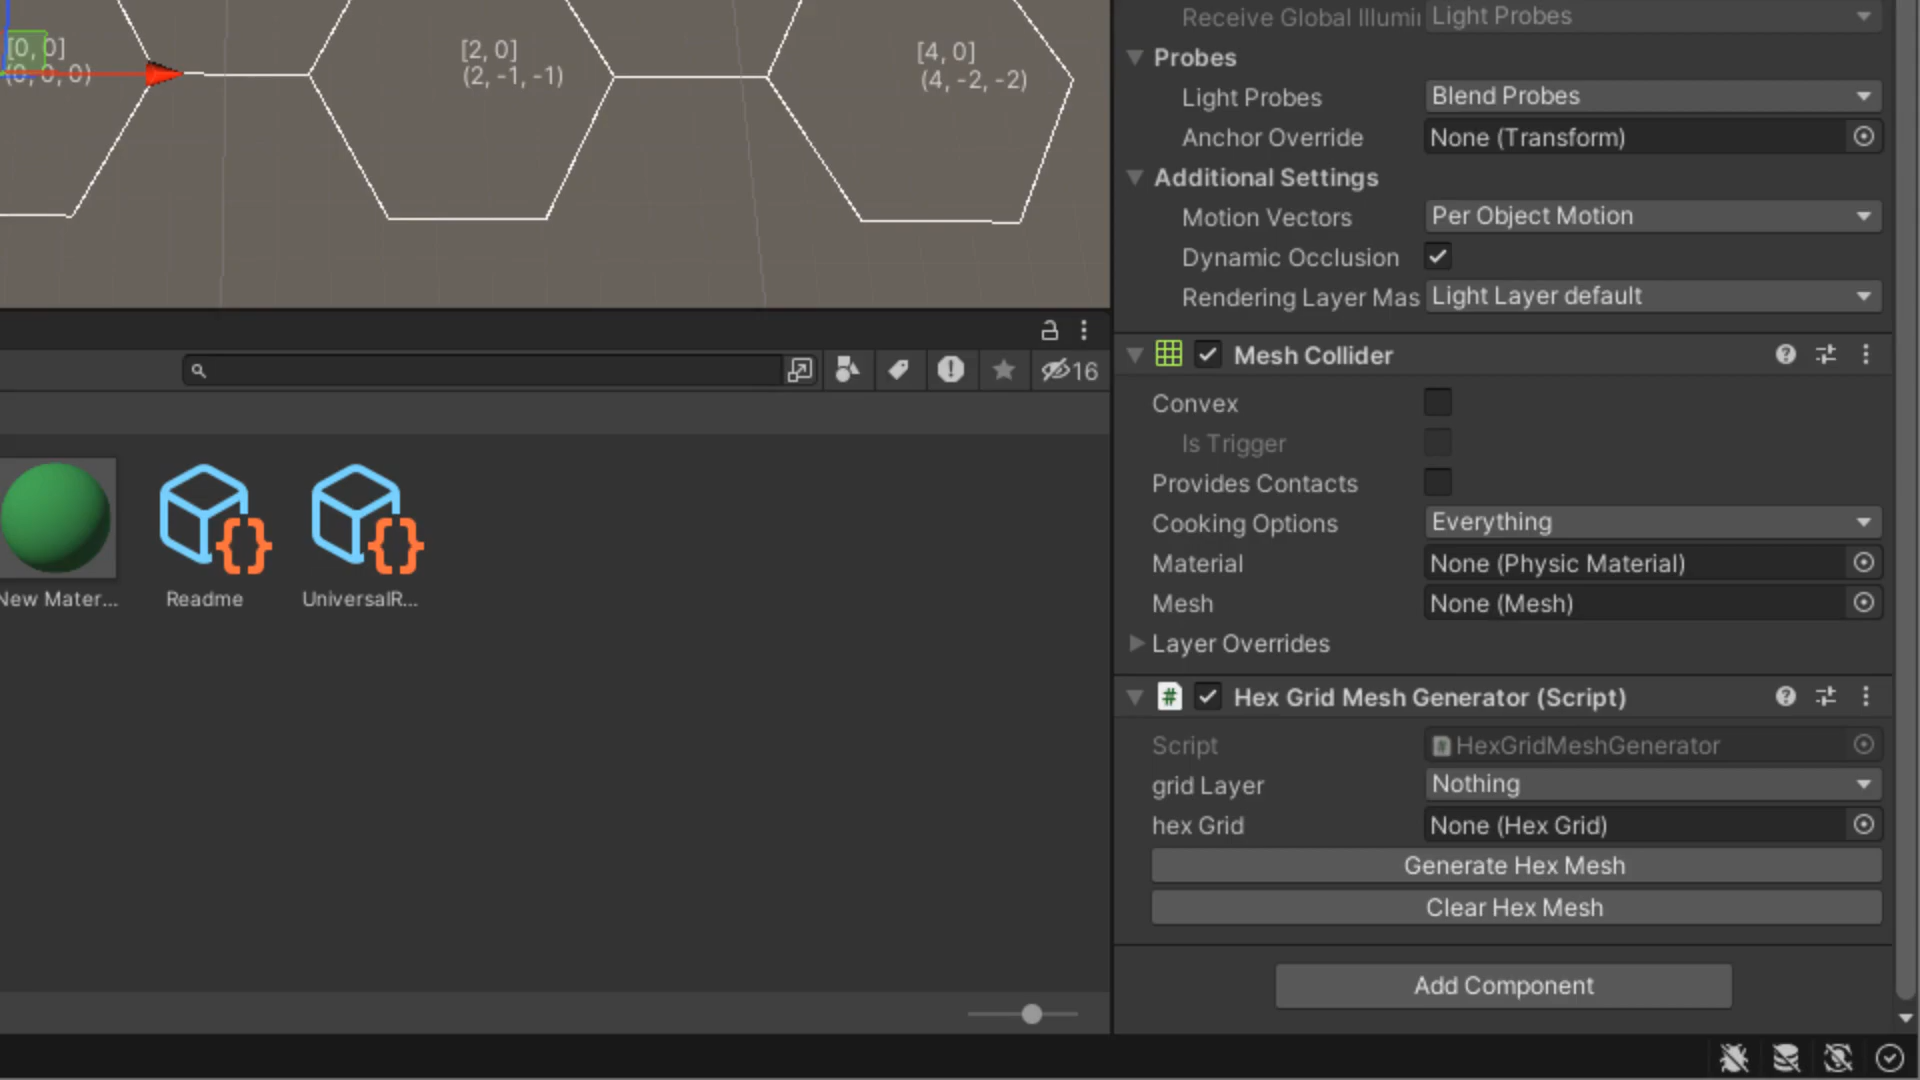 [0, 0]
(0, 0, 0)
[2, 0]
(2, -1, -1)
[4, 0]
(4, -2, -2)
16
New Mater...
Readme
UniversalR...
Receive Global Illumi
Light Probes
Probes
Light Probes
Blend Probes
Anchor Override
None (Transform)
Additional Settings
Motion Vectors
Per Object Motion
Dynamic Occlusion
Rendering Layer Mas
Light Layer default
Mesh Collider
Convex
Is Trigger
Provides Contacts
Cooking Options
Everything
Material
None (Physic Material)
Mesh
None (Mesh)
Layer Overrides
# Hex Grid Mesh Generator (Script)
Script
HexGridMeshGenerator
grid Layer
Nothing
hex Grid
None (Hex Grid)
Generate Hex Mesh
Clear Hex Mesh
Add Component